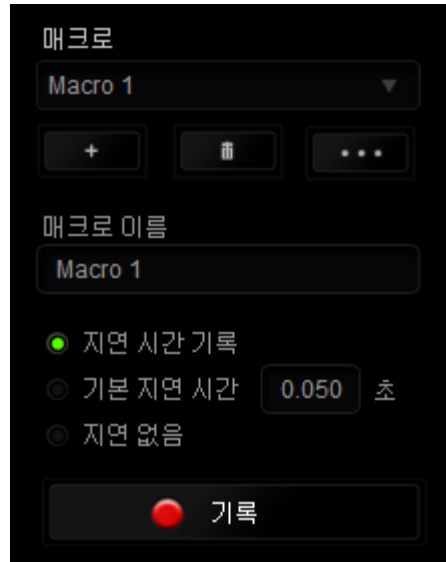 매크로
Macro 1
매크로 이름
Macro 1
지연 시간 기록
기본 지연 시간 0.050 초
지연 없음
기록